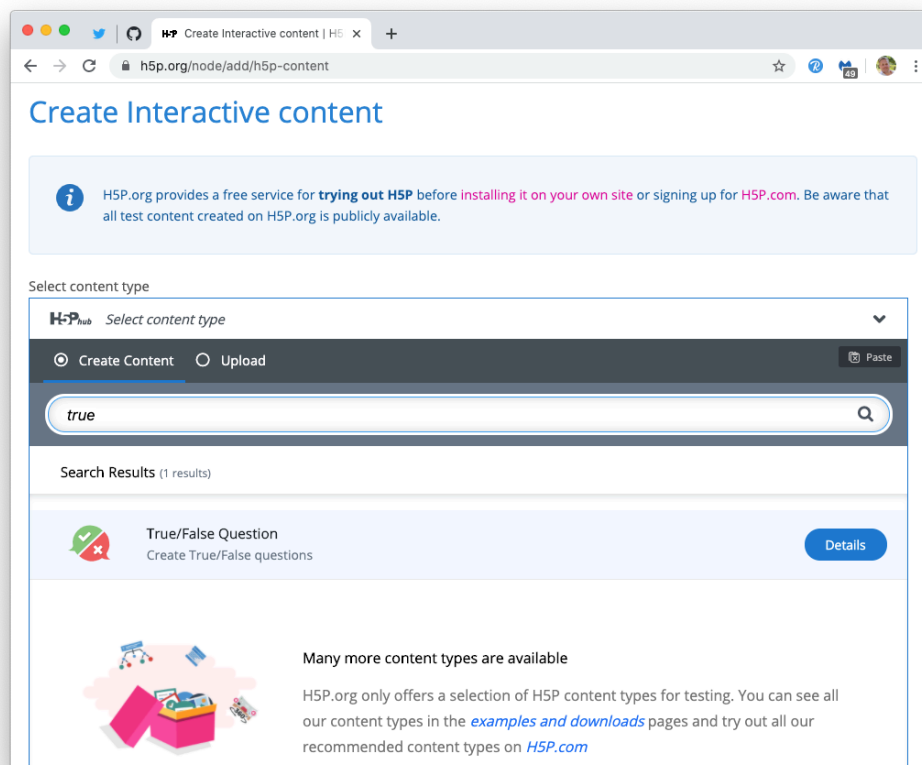 H-P Create Interactive content | H5
h5p.org/node/add/h5p-content
49
Create Interactive content
H5P.org provides a free service for trying out H5P before installing it on your own site or signing up for H5P.com. Be aware that
all test content created on H5P.org is publicly available.
Select content type
H5Phub Select content type
Create Content Upload
Paste
true
Search Results (1 results)
True/False Question
Create True/False questions
Details
Many more content types are available
H5P.org only offers a selection of H5P content types for testing. You can see all
our content types in the examples and downloads pages and try out all our
recommended content types on H5P.com